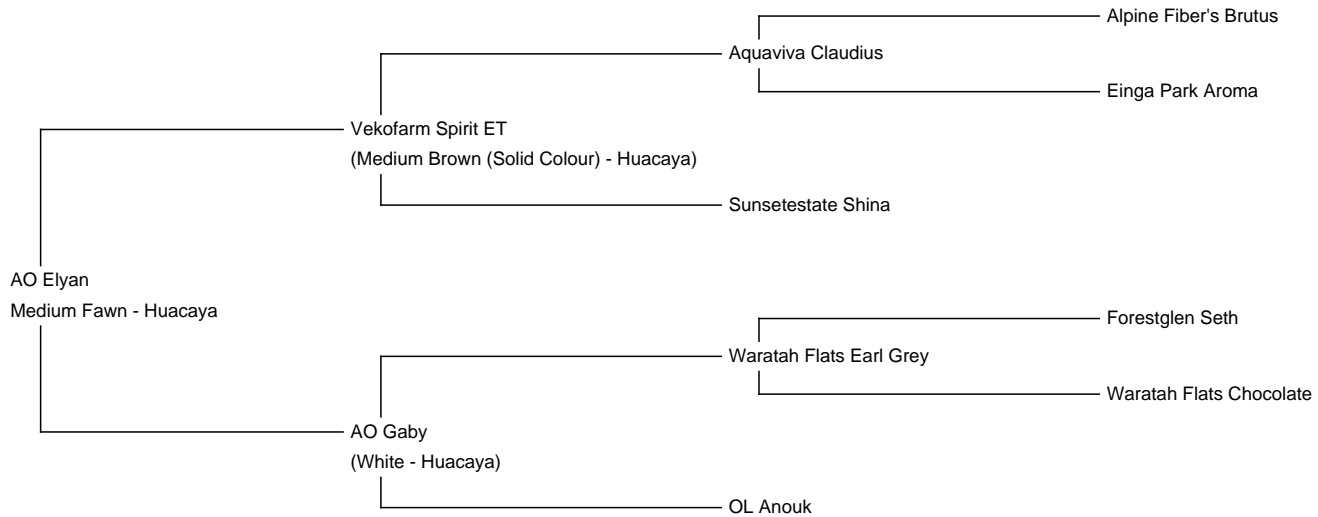 Alpine Fiber's Brutus
Aquaviva Claudius
Einga Park Aroma
Vekofarm Spirit ET
(Medium Brown (Solid Colour) - Huacaya)
Sunsetestate Shina
AO Elyan
Medium Fawn - Huacaya
Forestglen Seth
Waratah Flats Earl Grey
Waratah Flats Chocolate
AO Gaby
(White - Huacaya)
OL Anouk